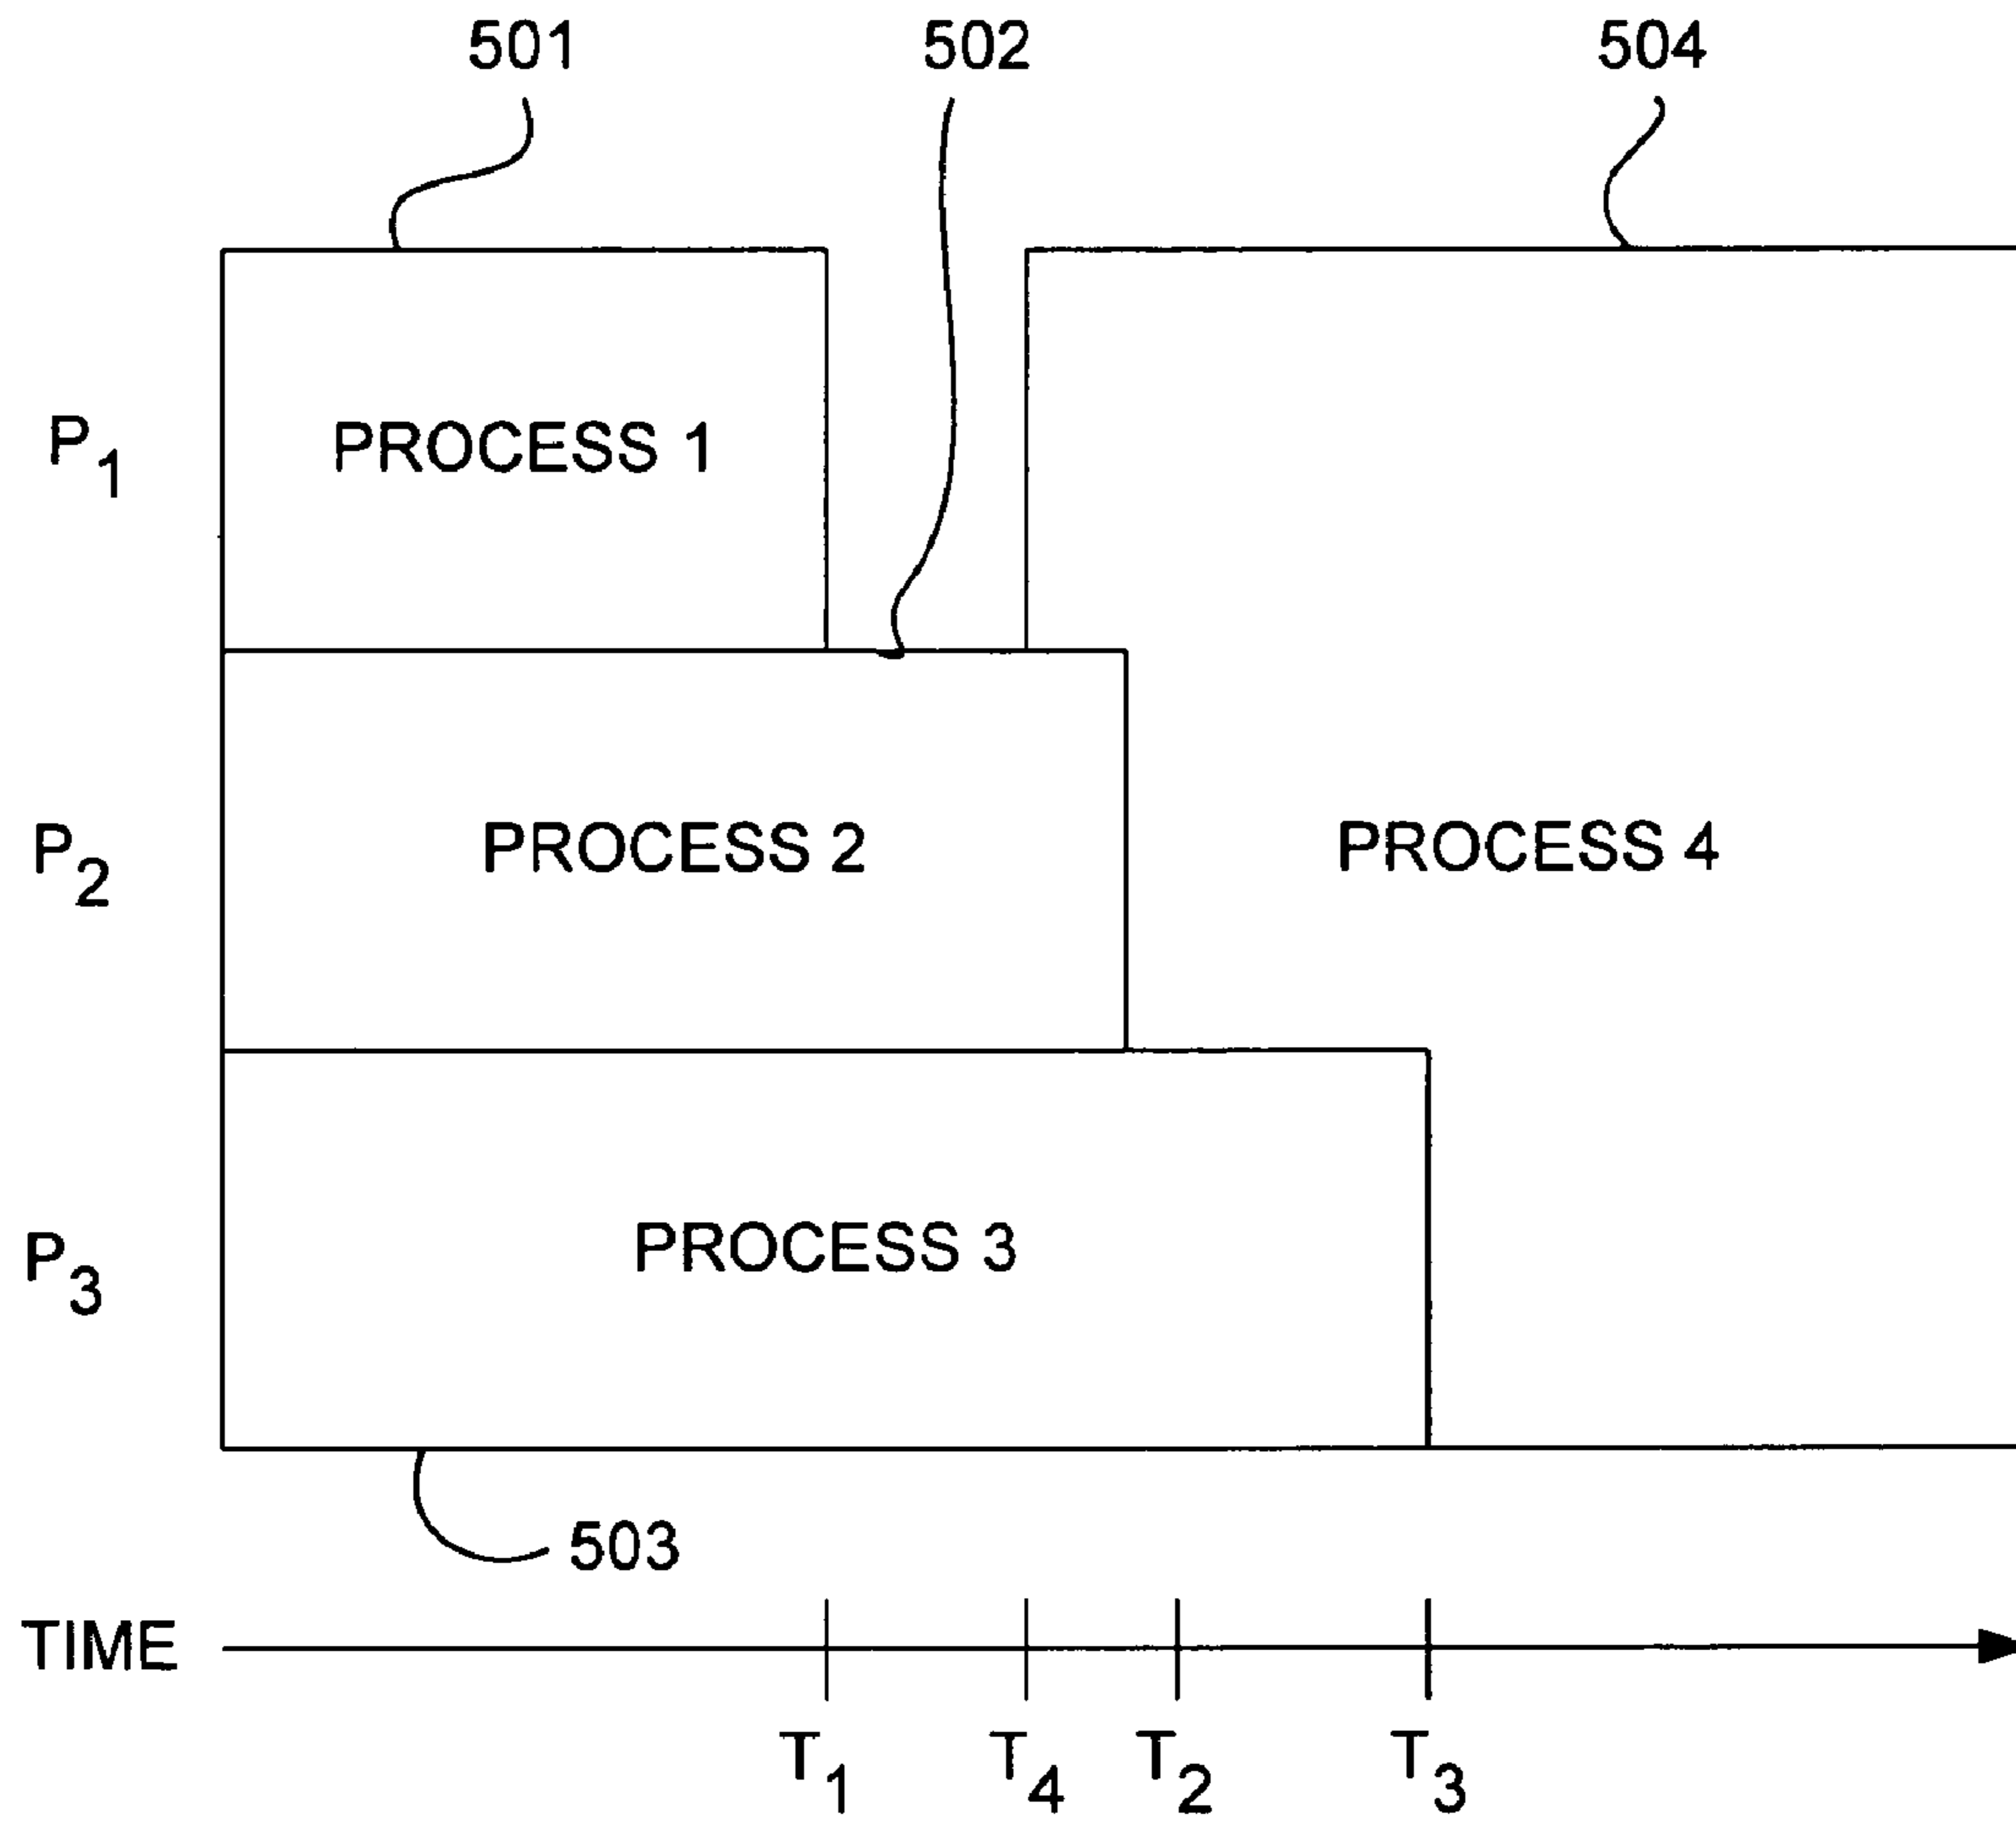 501 502 504
P1 PROCESS 1
P2 PROCESS 2 PROCESS 4
P3 PROCESS 3
503
TIME
T1 T4 T2 T3